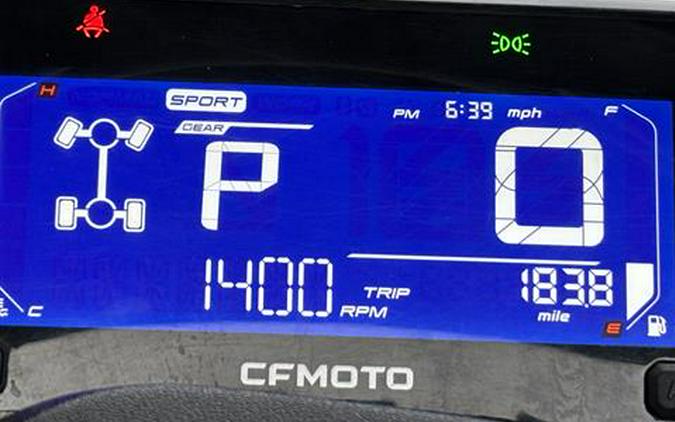 H
SPORT
PM 6:39 mph
F
GEAR
P
0
1400 RPM
TRIP 183.8
mile
C
E
CFMOTO